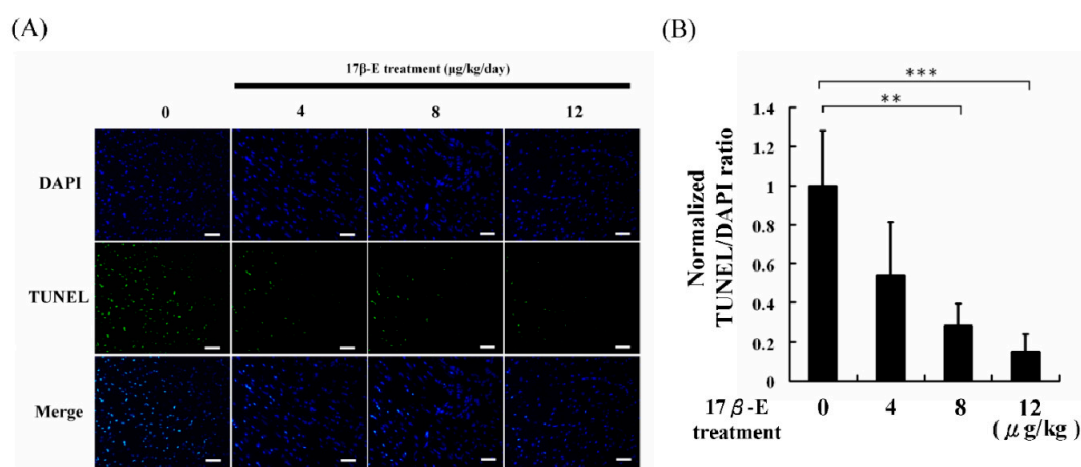 (A)
17β-E treatment (μg/kg/day)
0 4 8 12
DAPI
TUNEL
Merge
(B)
***
**
Normalized
TUNEL/DAPI ratio
1.4
1.2
1
0.8
0.6
0.4
0.2
0
17β-E treatment
0 4 8 12
(μg/kg)